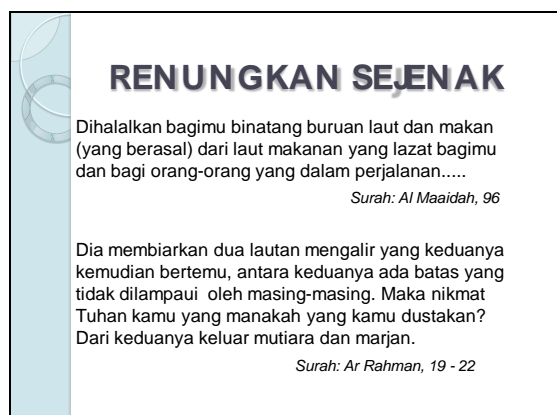 RENUNGKAN SEJENAK
Dihalalkan bagimu binatang buruan laut dan makan
(yang berasal) dari laut makanan yang lazat bagimu
dan bagi orang-orang yang dalam perjalanan.....
Surah: Al Maaidah, 96
Dia membiarkan dua lautan mengalir yang keduanya
kemudian bertemu, antara keduanya ada batas yang
tidak dilampaui oleh masing-masing. Maka nikmat
Tuhan kamu yang manakah yang kamu dustakan?
Dari keduanya keluar mutiara dan marjan.
Surah: Ar Rahman, 19 - 22